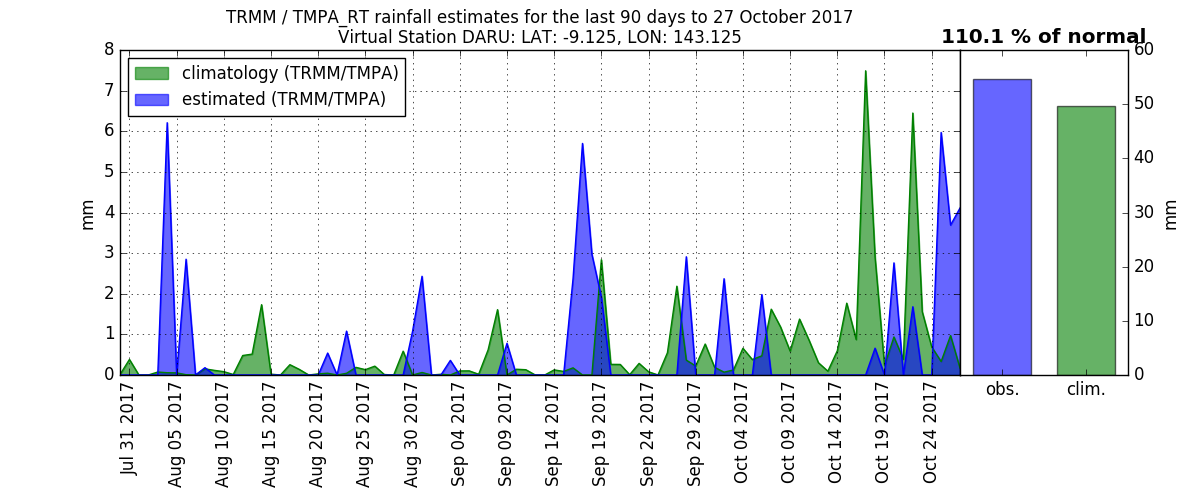 TRMM / TMPA_RT rainfall estimates for the last 90 days to 27 October 2017
Virtual Station DARU: LAT: -9.125, LON: 143.125
110.1 % of normal
climatology (TRMM/TMPA)
estimated (TRMM/TMPA)
mm
8
7
6
5
4
3
2
1
0
Jul 31 2017
Aug 05 2017
Aug 10 2017
Aug 15 2017
Aug 20 2017
Aug 25 2017
Aug 30 2017
Sep 04 2017
Sep 09 2017
Sep 14 2017
Sep 19 2017
Sep 24 2017
Sep 29 2017
Oct 04 2017
Oct 09 2017
Oct 14 2017
Oct 19 2017
Oct 24 2017
obs.
clim.
60
50
40
30
20
10
0
mm